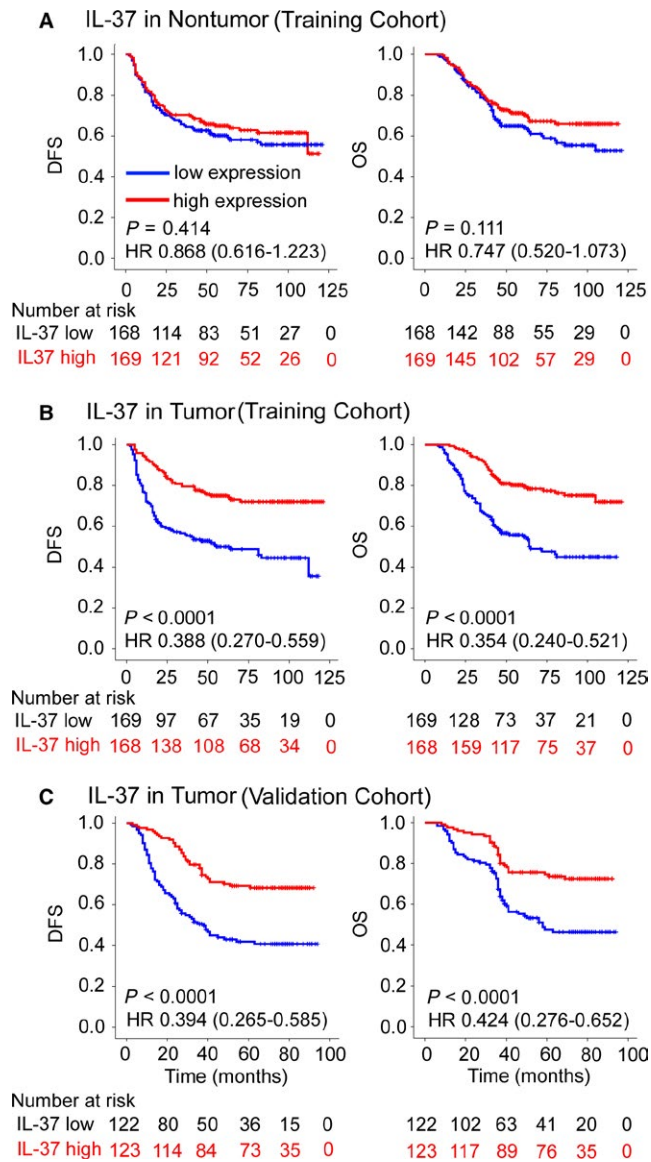 A IL-37 in Nontumor (Training Cohort)
1.0
0.8
0.6
0.4
0.2
0.0
DFS
low expression
high expression
P = 0.414
HR 0.868 (0.616-1.223)
0 25 50 75 100 125
1.0
0.8
0.6
0.4
0.2
0.0
OS
P = 0.111
HR 0.747 (0.520-1.073)
0 25 50 75 100 125
Number at risk
IL-37 low 168 114 83 51 27 0 168 142 88 55 29 0
IL37 high 169 121 92 52 26 0 169 145 102 57 29 0
B IL-37 in Tumor (Training Cohort)
1.0
0.8
0.6
0.4
0.2
0.0
DFS
P < 0.0001
HR 0.388 (0.270-0.559)
0 25 50 75 100 125
1.0
0.8
0.6
0.4
0.2
0.0
OS
P < 0.0001
HR 0.354 (0.240-0.521)
0 25 50 75 100 125
Number at risk
IL-37 low 169 97 67 35 19 0 169 128 73 37 21 0
IL-37 high 168 138 108 68 34 0 168 159 117 75 37 0
C IL-37 in Tumor (Validation Cohort)
1.0
0.8
0.6
0.4
0.2
0.0
DFS
P < 0.0001
HR 0.394 (0.265-0.585)
0 20 40 60 80 100
Time (months)
1.0
0.8
0.6
0.4
0.2
0.0
OS
P < 0.0001
HR 0.424 (0.276-0.652)
0 20 40 60 80 100
Time (months)
Number at risk
IL-37 low 122 80 50 36 15 0 122 102 63 41 20 0
IL-37 high 123 114 84 73 35 0 123 117 89 76 35 0